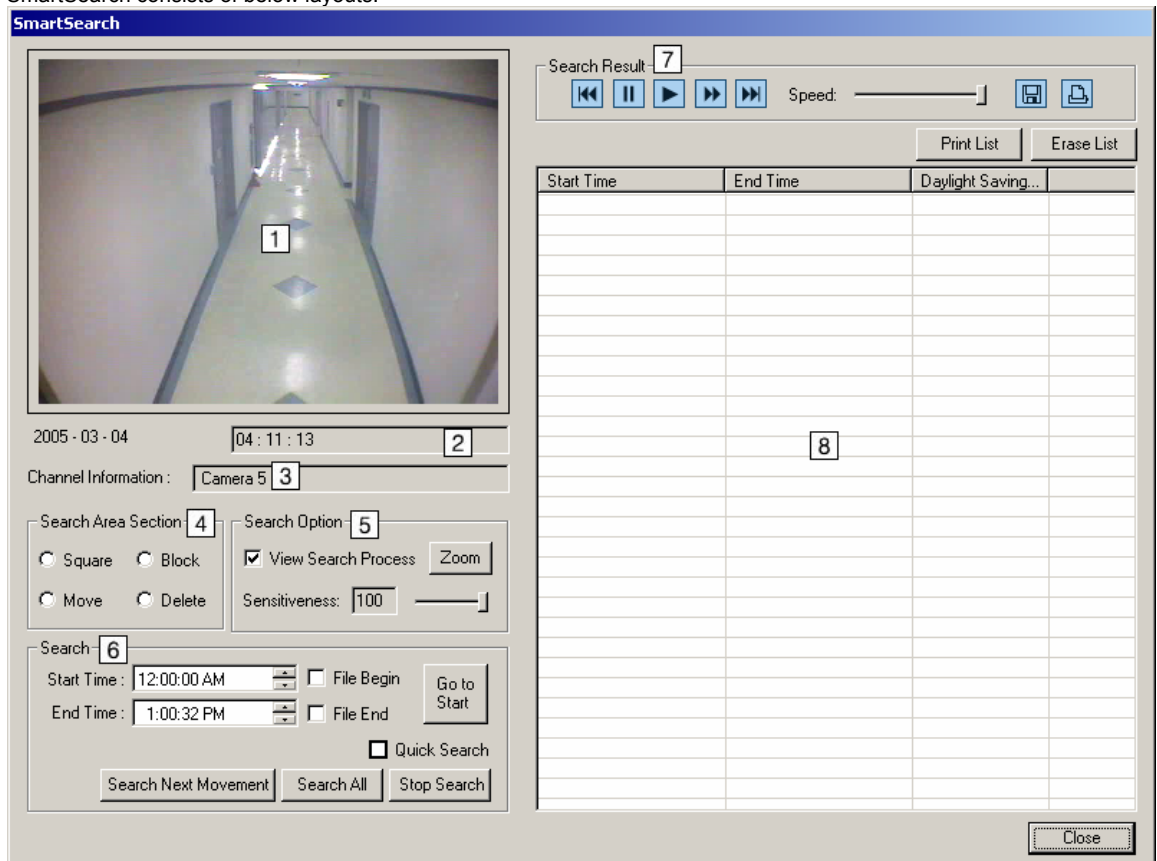 SmartSearch consists of below layouts.
SmartSearch
1
2005 - 03 - 04
04 : 11 : 13
2
Channel Information :
Camera 5
3
Search Area Section
4
Square
Block
Move
Delete
Search Option
5
View Search Process
Zoom
Sensitiveness:
100
Search
6
Start Time :
12:00:00 AM
File Begin
Go to
Start
End Time :
1:00:32 PM
File End
Quick Search
Search Next Movement
Search All
Stop Search
Search Result
7
Speed:
Print List
Erase List
Start Time
End Time
Daylight Saving...
8
Close